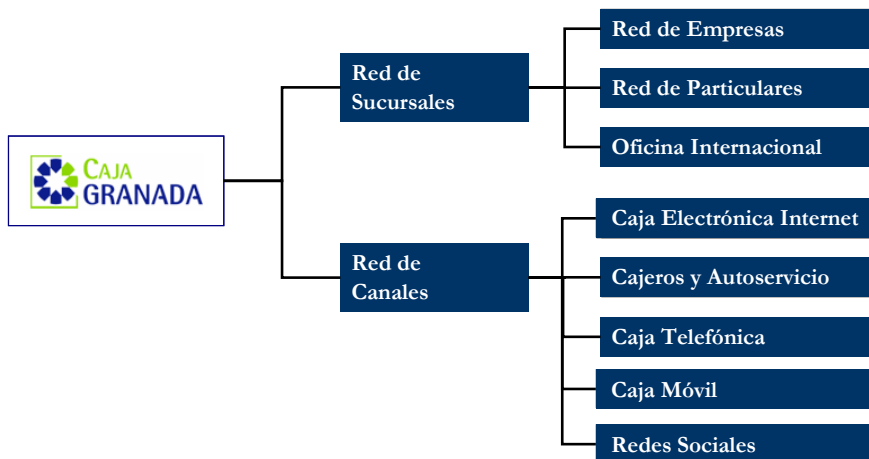 CAJA
GRANADA
Red de
Sucursales
Red de Empresas
Red de Particulares
Oficina Internacional
Red de
Canales
Caja Electrónica Internet
Cajeros y Autoservicio
Caja Telefónica
Caja Móvil
Redes Sociales